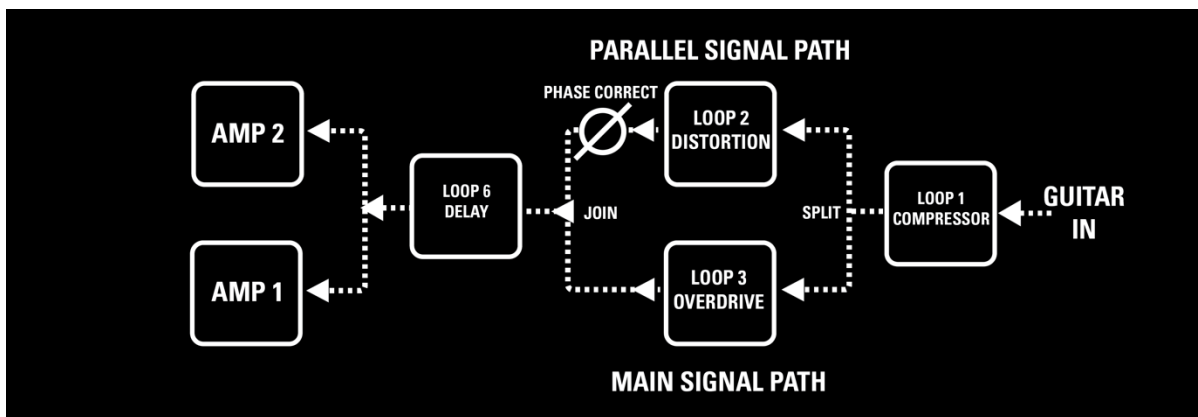 PARALLEL SIGNAL PATH
PHASE CORRECT
AMP 2
LOOP 2
DISTORTION
LOOP 6
DELAY
JOIN
SPLIT
LOOP 1
COMPRESSOR
GUITAR
IN
AMP 1
LOOP 3
OVERDRIVE
MAIN SIGNAL PATH